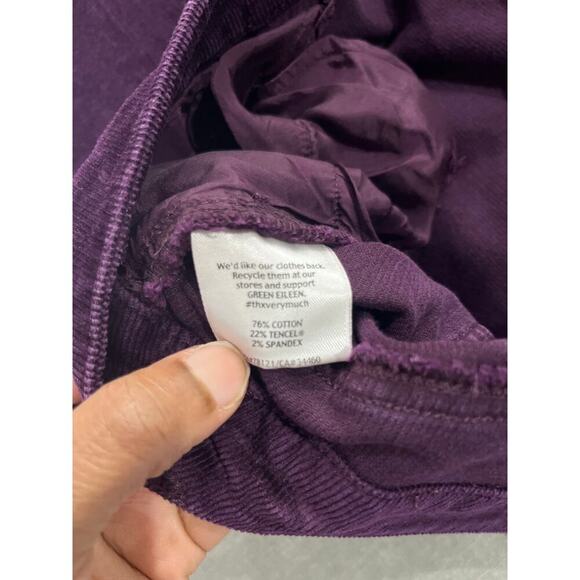 We'd like our clothes back.
Recycle them at our
stores and support
GREEN EILEEN.
#thxverymuch
76% COTTON
22% TENCEL®
2% SPANDEX